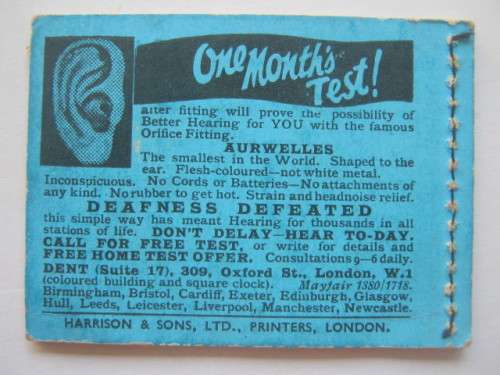 One Month's
Test!
after fitting will prove the possibility of
Better Hearing for YOU with the famous
Orifice Fitting.
AURWELLES
The smallest in the World. Shaped to the
ear. Flesh-coloured—not white metal.
Inconspicuous. No Cords or Batteries—No attachments
of any kind. No rubber to get hot. Strain and headnoise relief.
DEAFNESS DEFEATED
this simple way has meant Hearing for thousands in all
stations of life. DON'T DELAY—HEAR TO-DAY.
CALL FOR FREE TEST, or write for details and
FREE HOME TEST OFFER. Consultations 9–6 daily.
DENT (Suite 17), 309, Oxford St., London, W.1
(coloured building and square clock). Mayfair 1380/1718.
Birmingham, Bristol, Cardiff, Exeter, Edinburgh, Glasgow,
Hull, Leeds, Leicester, Liverpool, Manchester, Newcastle.
HARRISON & SONS, LTD., PRINTERS, LONDON.